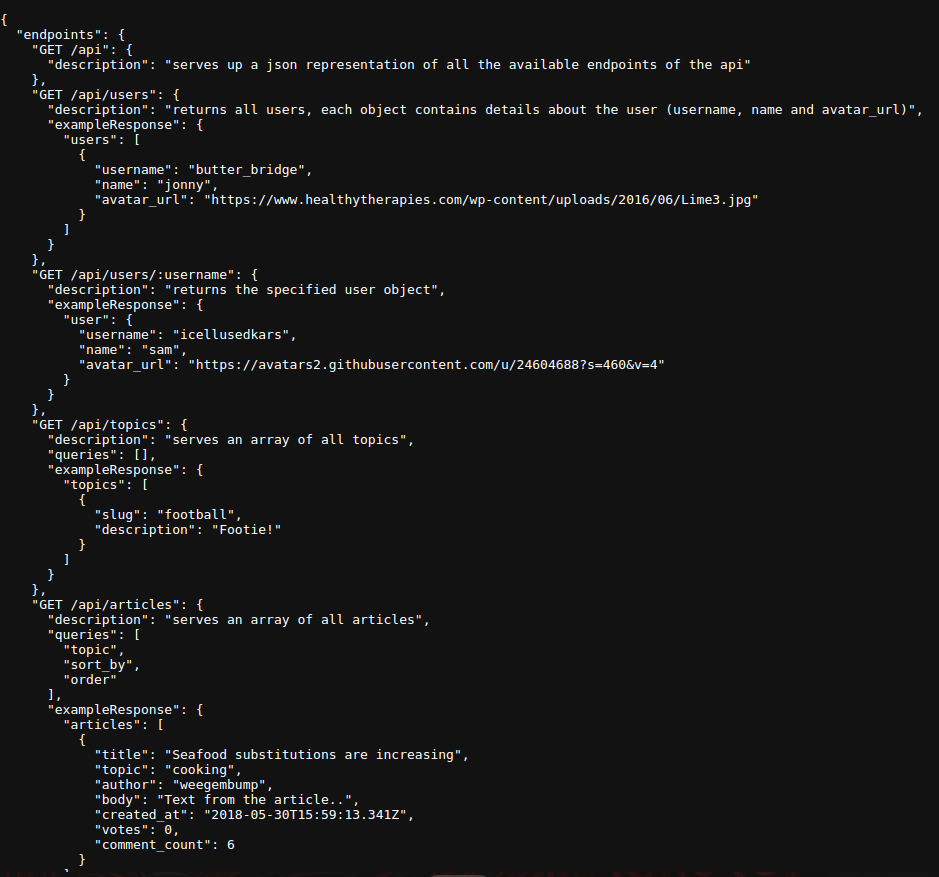 {
  "endpoints": {
    "GET /api": {
      "description": "serves up a json representation of all the available endpoints of the api"
    },
    "GET /api/users": {
      "description": "returns all users, each object contains details about the user (username, name and avatar_url)",
      "exampleResponse": {
        "users": [
          {
            "username": "butter_bridge",
            "name": "jonny",
            "avatar_url": "https://www.healthytherapies.com/wp-content/uploads/2016/06/Lime3.jpg"
          }
        ]
      }
    },
    "GET /api/users/:username": {
      "description": "returns the specified user object",
      "exampleResponse": {
        "user": {
          "username": "icellusedkars",
          "name": "sam",
          "avatar_url": "https://avatars2.githubusercontent.com/u/24604688?s=460&v=4"
        }
      }
    },
    "GET /api/topics": {
      "description": "serves an array of all topics",
      "queries": [],
      "exampleResponse": {
        "topics": [
          {
            "slug": "football",
            "description": "Footie!"
          }
        ]
      }
    },
    "GET /api/articles": {
      "description": "serves an array of all articles",
      "queries": [
        "topic",
        "sort_by",
        "order"
      ],
      "exampleResponse": {
        "articles": [
          {
            "title": "Seafood substitutions are increasing",
            "topic": "cooking",
            "author": "weegembump",
            "body": "Text from the article..",
            "created_at": "2018-05-30T15:59:13.341Z",
            "votes": 0,
            "comment_count": 6
          }
        ]